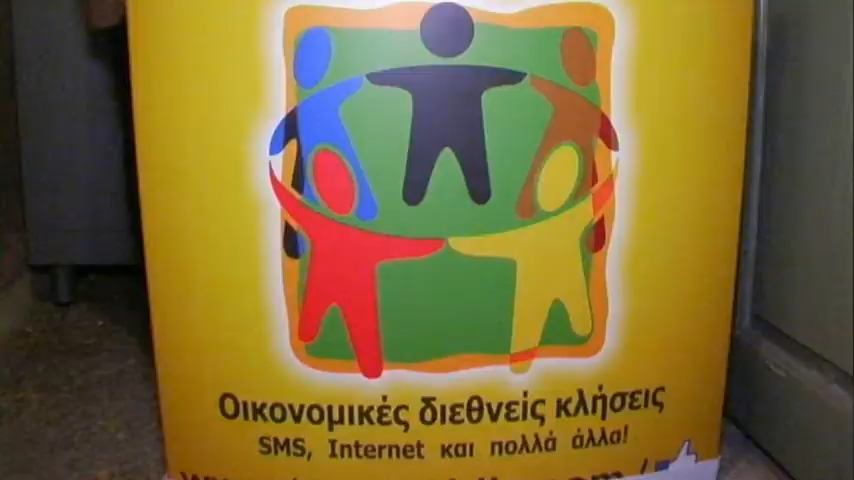 Οικονομικές διεθνείς κλήσεις
SMS, Internet και πολλά άλλα!